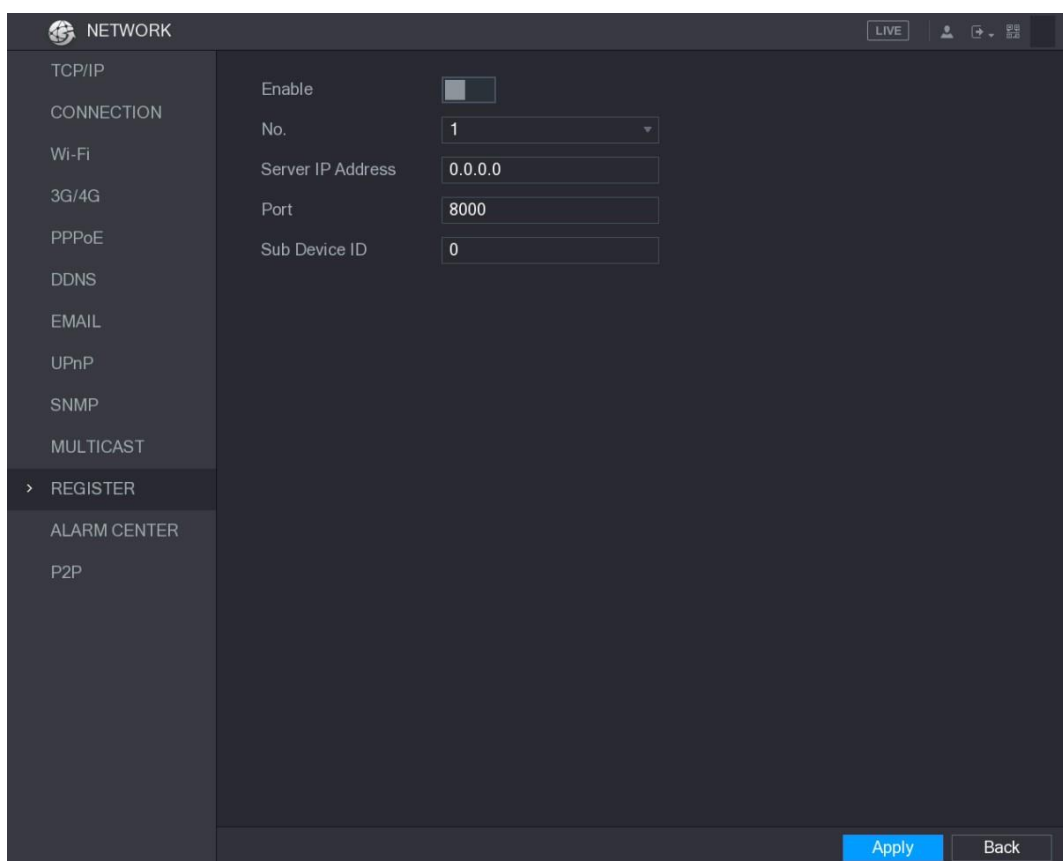 NETWORK
LIVE
TCP/IP
CONNECTION
Wi-Fi
3G/4G
PPPoE
DDNS
EMAIL
UPnP
SNMP
MULTICAST
REGISTER
ALARM CENTER
P2P
Enable
No. 1
Server IP Address 0.0.0.0
Port 8000
Sub Device ID 0
Apply
Back